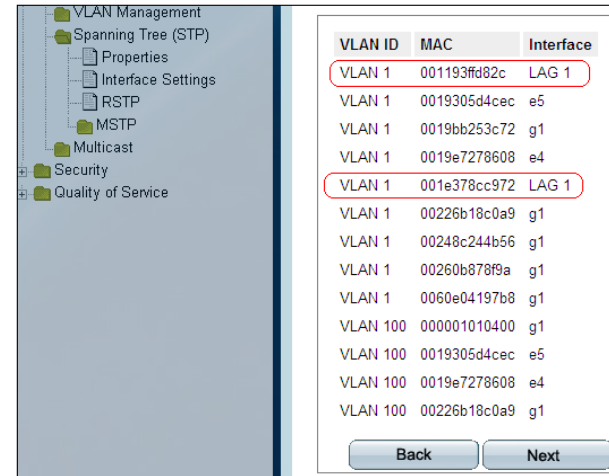 VLAN Management
Spanning Tree (STP)
Properties
Interface Settings
RSTP
MSTP
Multicast
Security
Quality of Service
VLAN ID MAC Interface
VLAN 1 001193ffd82c LAG 1
VLAN 1 0019305d4cec e5
VLAN 1 0019bb253c72 g1
VLAN 1 0019e7278608 e4
VLAN 1 001e378cc972 LAG 1
VLAN 1 00226b18c0a9 g1
VLAN 1 00248c244b56 g1
VLAN 1 00260b878f9a g1
VLAN 1 0060e04197b8 g1
VLAN 100 000001010400 g1
VLAN 100 0019305d4cec e5
VLAN 100 0019e7278608 e4
VLAN 100 00226b18c0a9 g1
Back Next